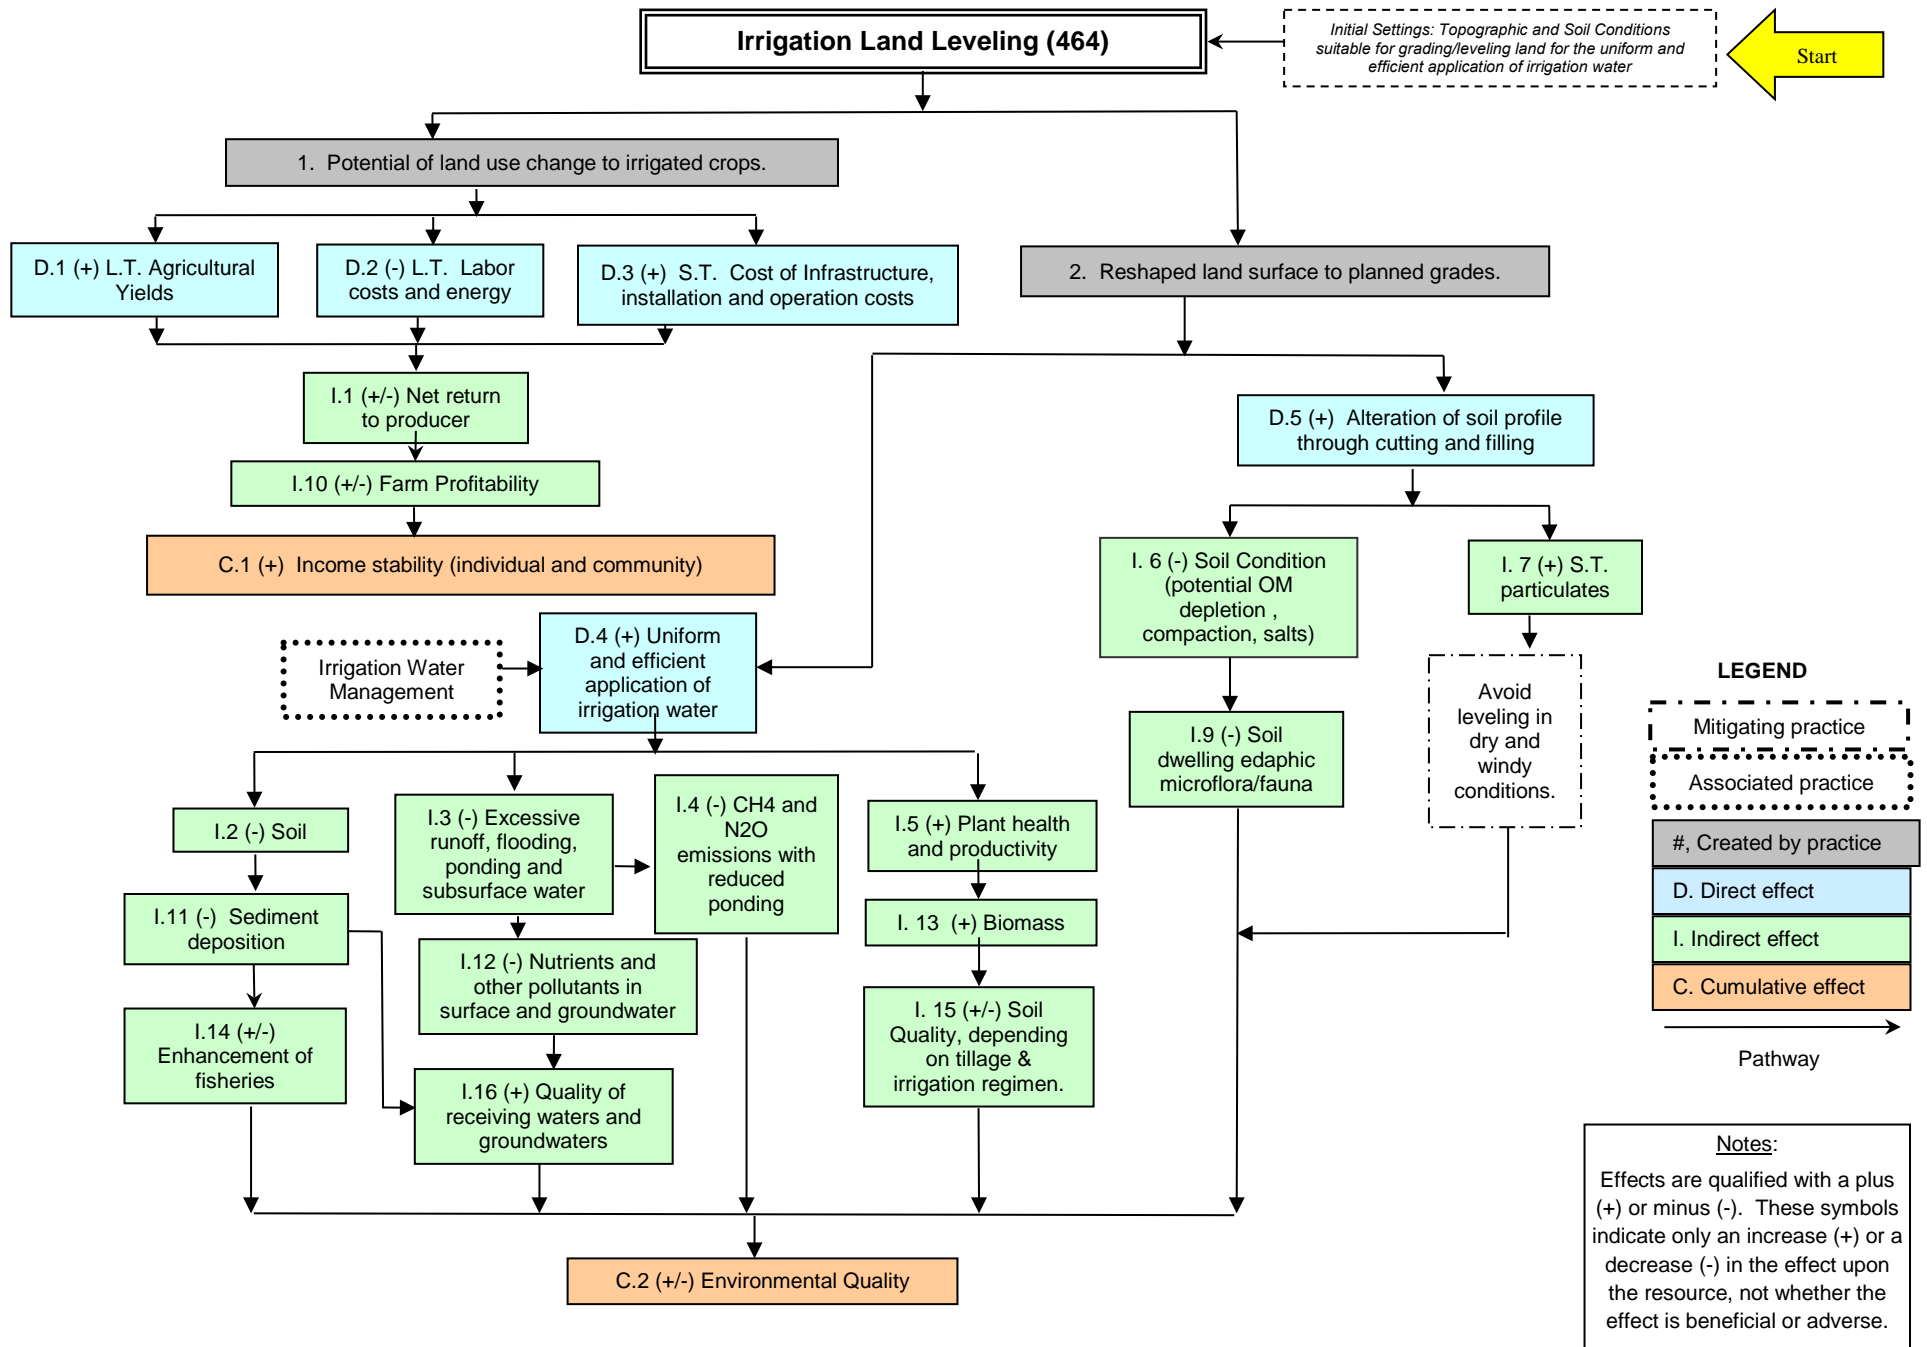 Irrigation Land Leveling (464)
Initial Settings: Topographic and Soil Conditions
suitable for grading/leveling land for the uniform and
efficient application of irrigation water
Start
1. Potential of land use change to irrigated crops.
D.1 (+) L.T. Agricultural
Yields
D.2 (-) L.T. Labor
costs and energy
D.3 (+) S.T. Cost of Infrastructure,
installation and operation costs
2. Reshaped land surface to planned grades.
I.1 (+/-) Net return
to producer
D.5 (+) Alteration of soil profile
through cutting and filling
I.10 (+/-) Farm Profitability
C.1 (+) Income stability (individual and community)
I. 6 (-) Soil Condition
(potential OM
depletion ,
compaction, salts)
I. 7 (+) S.T.
particulates
Irrigation Water
Management
D.4 (+) Uniform
and efficient
application of
irrigation water
I.9 (-) Soil
dwelling edaphic
microflora/fauna
Avoid
leveling in
dry and
windy
conditions.
I.2 (-) Soil
I.3 (-) Excessive
runoff, flooding,
ponding and
subsurface water
I.4 (-) CH4 and
N2O
emissions with
reduced
ponding
I.5 (+) Plant health
and productivity
I.11 (-) Sediment
deposition
I.12 (-) Nutrients and
other pollutants in
surface and groundwater
I. 13 (+) Biomass
I.14 (+/-)
Enhancement of
fisheries
I.16 (+) Quality of
receiving waters and
groundwaters
I. 15 (+/-) Soil
Quality, depending
on tillage &
irrigation regimen.
C.2 (+/-) Environmental Quality
LEGEND
Mitigating practice
Associated practice
#, Created by practice
D. Direct effect
I. Indirect effect
C. Cumulative effect
Pathway
Notes:
Effects are qualified with a plus
(+) or minus (-). These symbols
indicate only an increase (+) or a
decrease (-) in the effect upon
the resource, not whether the
effect is beneficial or adverse.